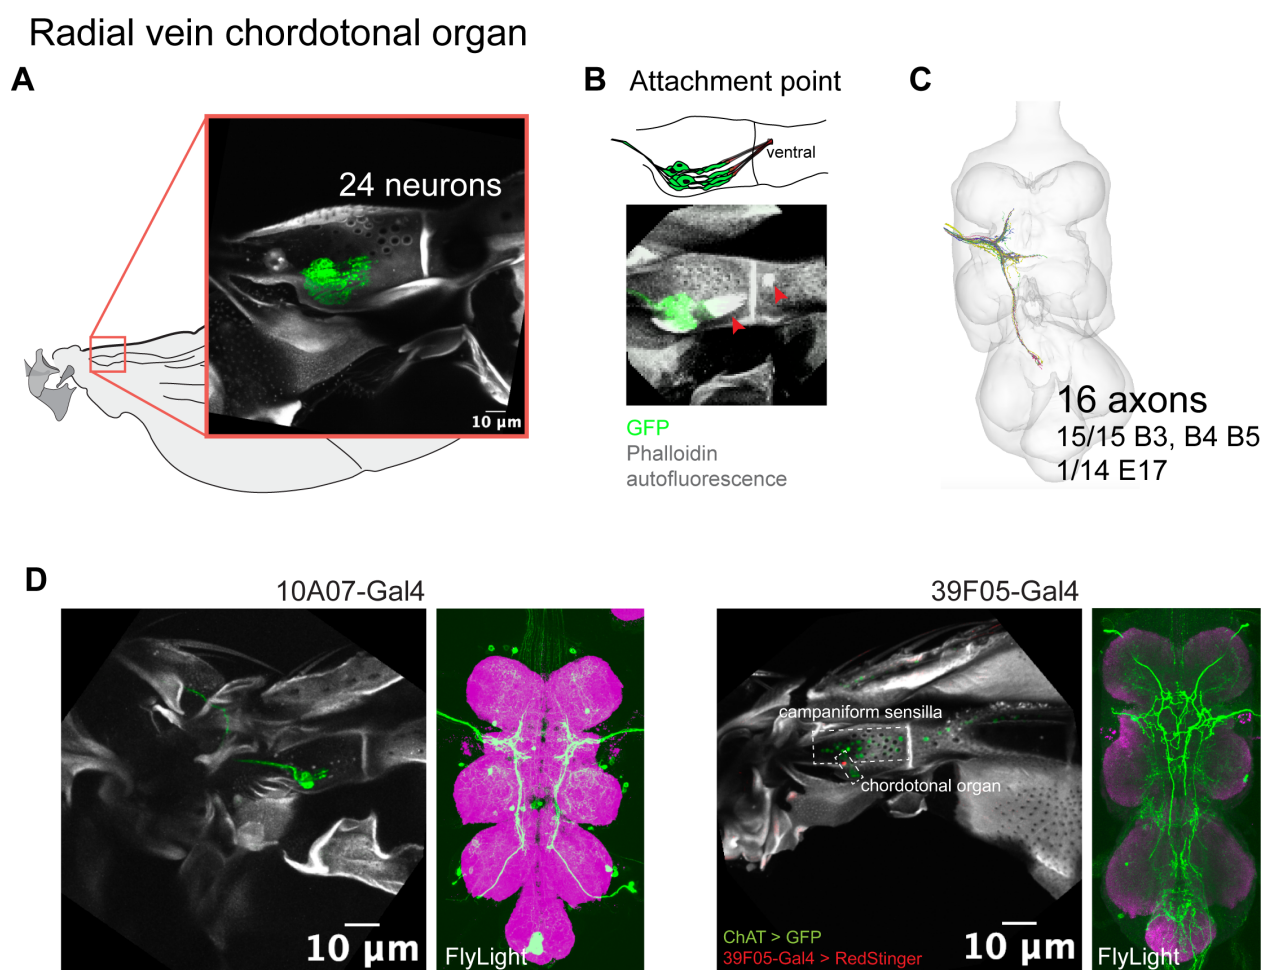 Radial vein chordotonal organ
A
24 neurons
10 µm
B
Attachment point
ventral
GFP
Phalloidin
autofluorescence
C
16 axons
15/15 B3, B4 B5
1/14 E17
D
10A07-Gal4
10 µm
FlyLight
39F05-Gal4
campaniform sensilla
chordotonal organ
ChAT > GFP
39F05-Gal4 > RedStinger
10 µm
FlyLight